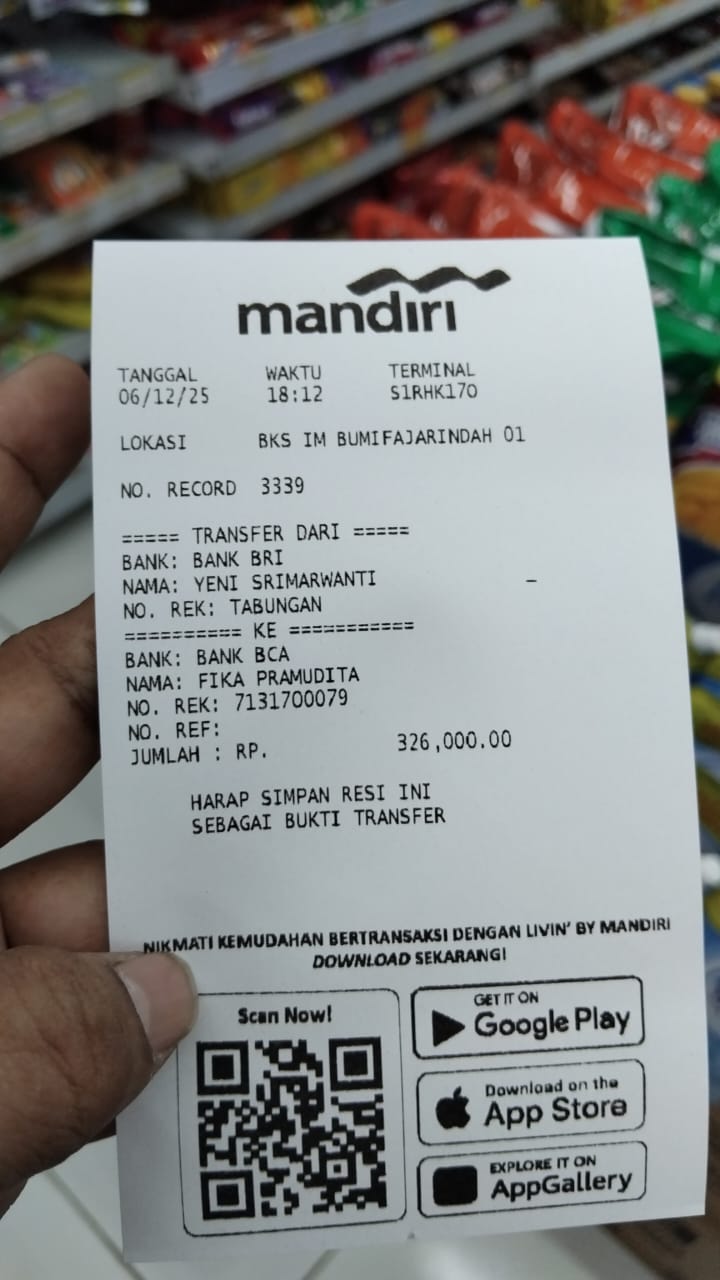 mandiri
TANGGAL WAKTU TERMINAL
06/12/25 18:12 S1RHK170
LOKASI BKS IM BUMIFAJARINDAH 01
NO. RECORD 3339
===== TRANSFER DARI =====
BANK: BANK BRI
NAMA: YENI SRIMARWANTI –
NO. REK: TABUNGAN
========== KE ===========
BANK: BANK BCA
NAMA: FIKA PRAMUDITA
NO. REK: 7131700079
NO. REF:
JUMLAH : RP. 326,000.00
HARAP SIMPAN RESI INI
SEBAGAI BUKTI TRANSFER
NIKMATI KEMUDAHAN BERTRANSAKSI DENGAN LIVIN' BY MANDIRI
DOWNLOAD SEKARANG!
Scan Now!
GET IT ON
Google Play
Download on the
App Store
EXPLORE IT ON
AppGallery